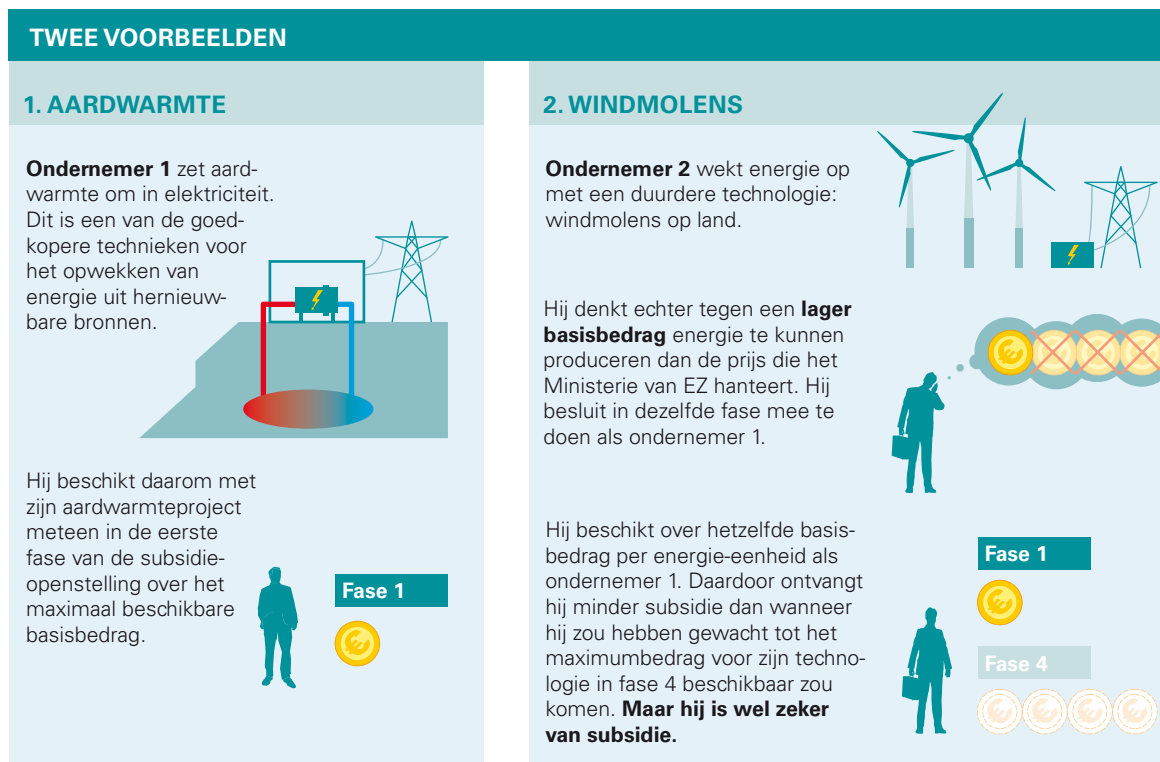 TWEE VOORBEELDEN
1. AARDWARMTE
Ondernemer 1 zet aard-
warmte om in elektriciteit.
Dit is een van de goed-
kopere technieken voor
het opwekken van
energie uit hernieuw-
bare bronnen.
Hij beschikt daarom met
zijn aardwarmteproject
meteen in de eerste
fase van de subsidie-
openstelling over het
maximaal beschikbare
basisbedrag.
Fase 1
2. WINDMOLENS
Ondernemer 2 wekt energie op
met een duurdere technologie:
windmolens op land.
Hij denkt echter tegen een lager
basisbedrag energie te kunnen
produceren dan de prijs die het
Ministerie van EZ hanteert. Hij
besluit in dezelfde fase mee te
doen als ondernemer 1.
Hij beschikt over hetzelfde basis-
bedrag per energie-eenheid als
ondernemer 1. Daardoor ontvangt
hij minder subsidie dan wanneer
hij zou hebben gewacht tot het
maximumbedrag voor zijn techno-
logie in fase 4 beschikbaar zou
komen. Maar hij is wel zeker
van subsidie.
Fase 1
Fase 4